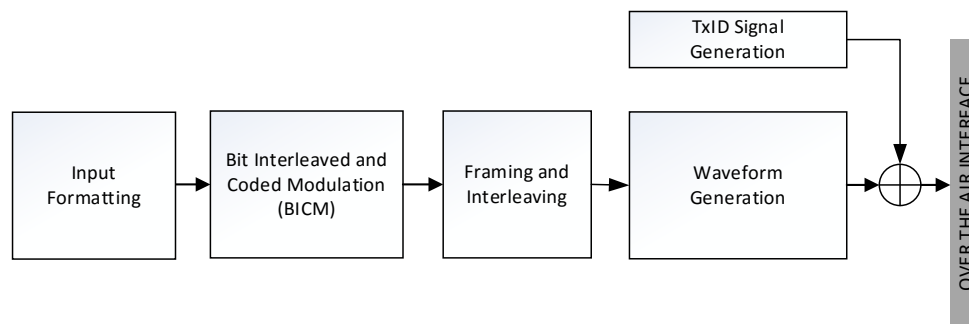 TxID Signal
Generation
Input
Formatting
Bit Interleaved and
Coded Modulation
(BICM)
Framing and
Interleaving
Waveform
Generation
OVER THE AIR INTERFACE